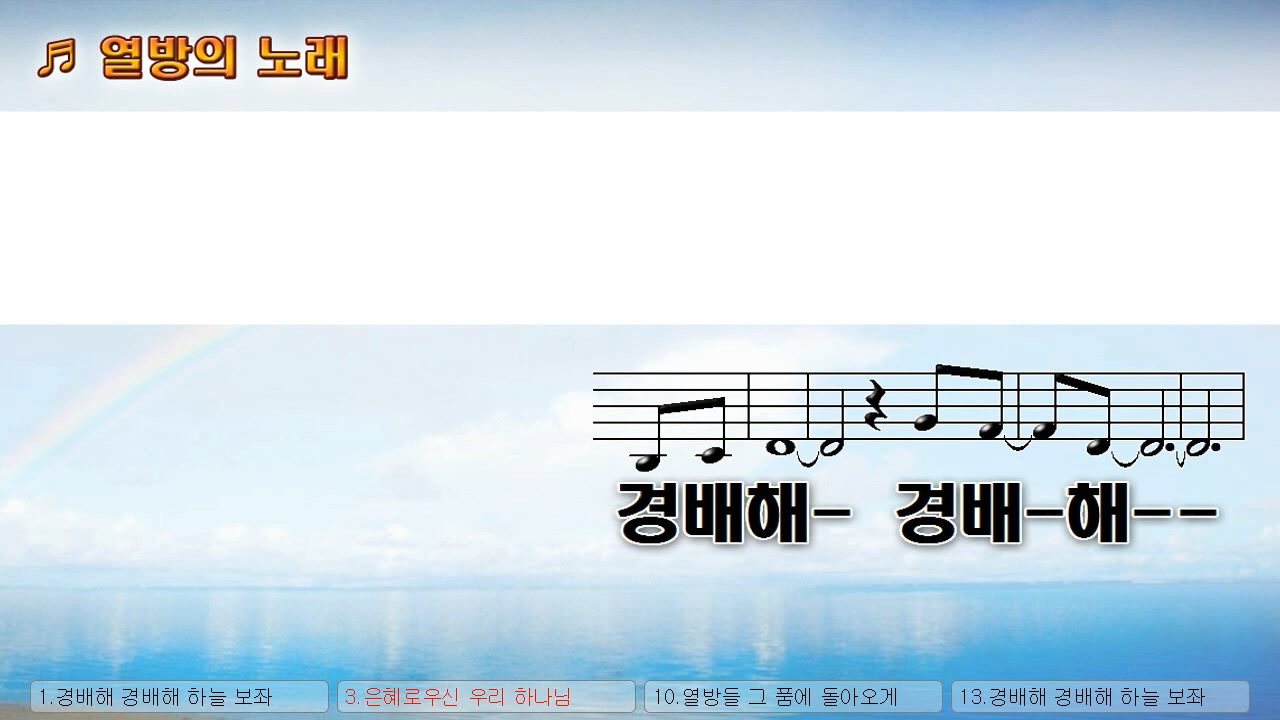 ♬ 열방의 노래
경배해- 경배-해--
1.경배해 경배해 하늘 보좌
3.은혜로우신 우리 하나님
10.열방들 그 품에 돌아오게
13.경배해 경배해 하늘 보좌